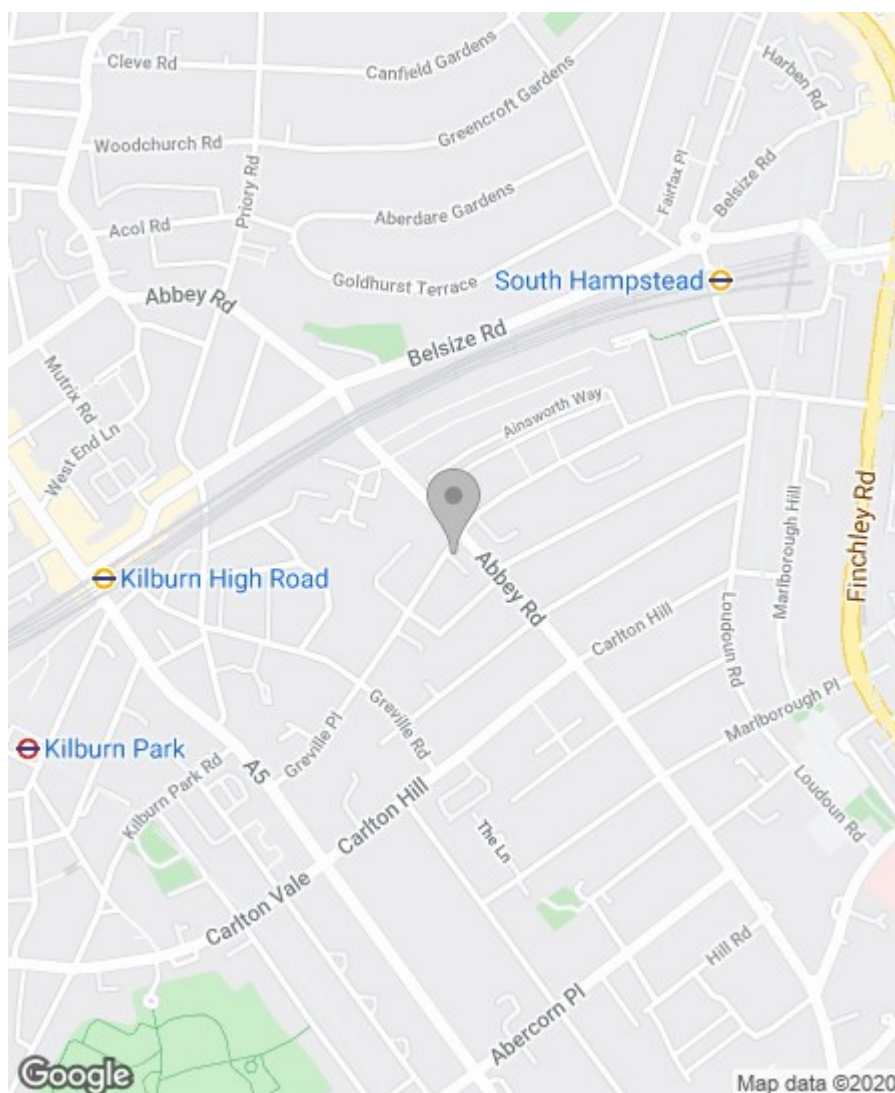 Cleve Rd
Canfield Gardens
Harben Rd
Greencroft Gardens
Woodchurch Rd
Priory Rd
Fairfax Pl
Belsize Rd
Aberdare Gardens
Acol Rd
Goldhurst Terrace
South Hampstead
Abbey Rd
Belsize Rd
Mutrix Rd
West End Ln
Ainsworth Way
Finchley Rd
Marlborough Hill
Kilburn High Road
Abbey Rd
Carlton Hill
Loudoun Rd
Marlborough Pl
Greville Pl
Greville Rd
Kilburn Park
A5
Kilburn Park Rd
Loudoun Rd
Carlton Hill
The Ln
Carlton Vale
Hill Rd
Abercorn Pl
Google
Map data ©2020